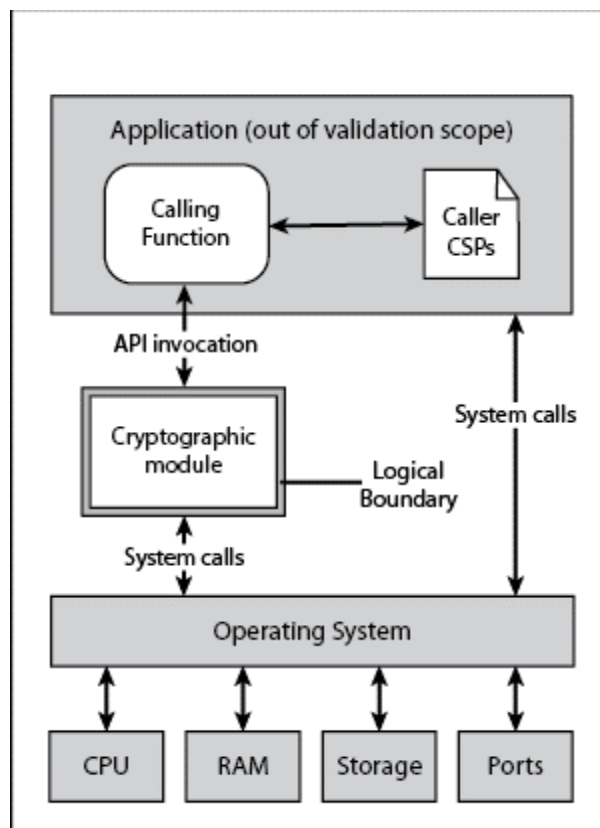 Application (out of validation scope)
Calling
Function
Caller
CSPs
API invocation
System calls
Cryptographic
module
Logical
Boundary
System calls
Operating System
CPU
RAM
Storage
Ports